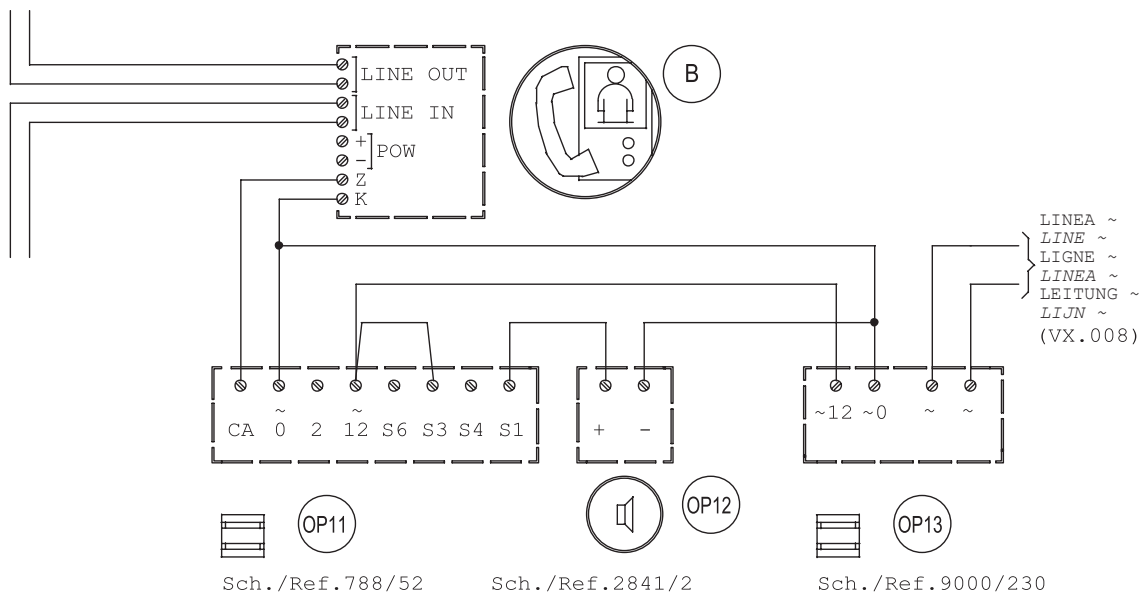 LINE OUT
LINE IN
+
-
POW
Z
K
B
LINEA ~
LINE ~
LIGNE ~
LINEA ~
LEITUNG ~
LIJN ~
(VX.008)
CA ~0 2 ~12 S6 S3 S4 S1
+ -
~12 ~0 ~ ~
OP11
OP12
OP13
Sch./Ref.788/52
Sch./Ref.2841/2
Sch./Ref.9000/230